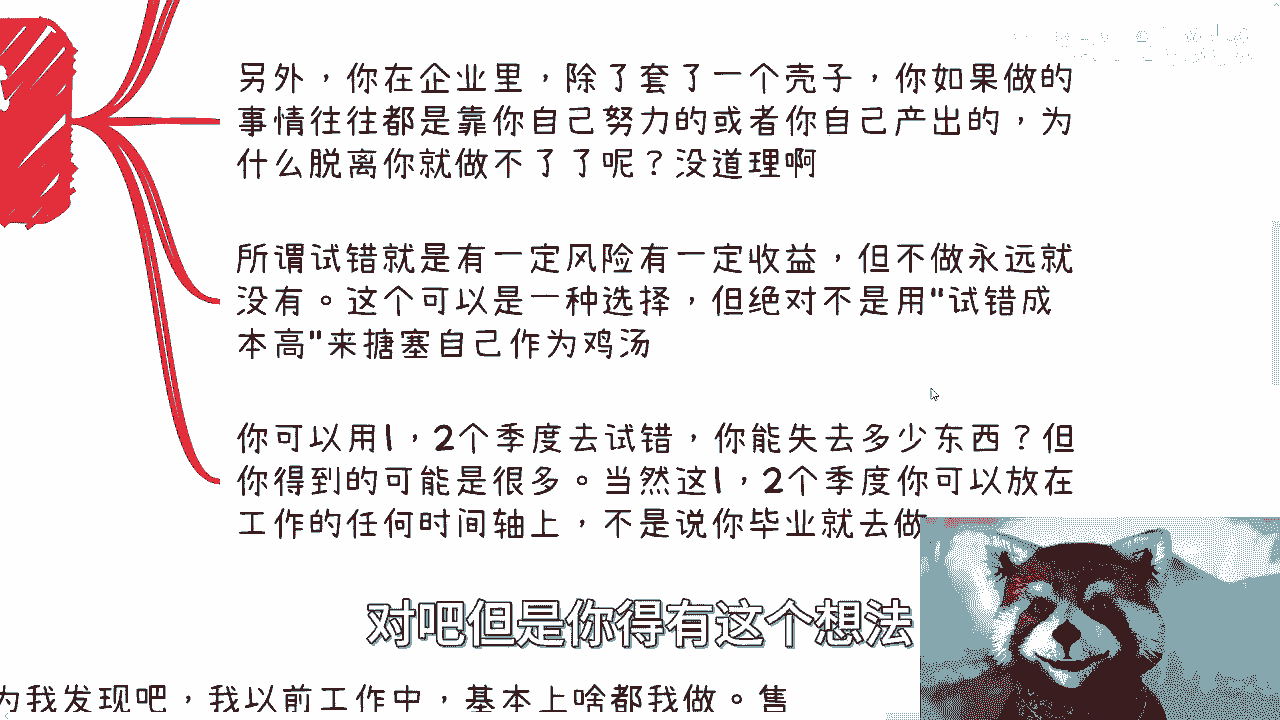 另外，你在企业里，除了套了一个壳子，你如果做的
事情往往都是靠你自己努力的或者你自己产出的，为
什么脱离你就做不了了呢？没道理啊
所谓试错就是有一定风险有一定收益，但不做永远就
没有。这个可以是一种选择，但绝对不是用"试错成
本高"来搪塞自己作为鸡汤
你可以用1，2个季度去试错，你能失去多少东西？但
你得到的可能是很多。当然这1，2个季度你可以放在
工作的任何时间轴上，不是说你毕业就去做
对吧但是你得有这个想法
为我发现吧，我以前工作中，基本上啥都我做。售